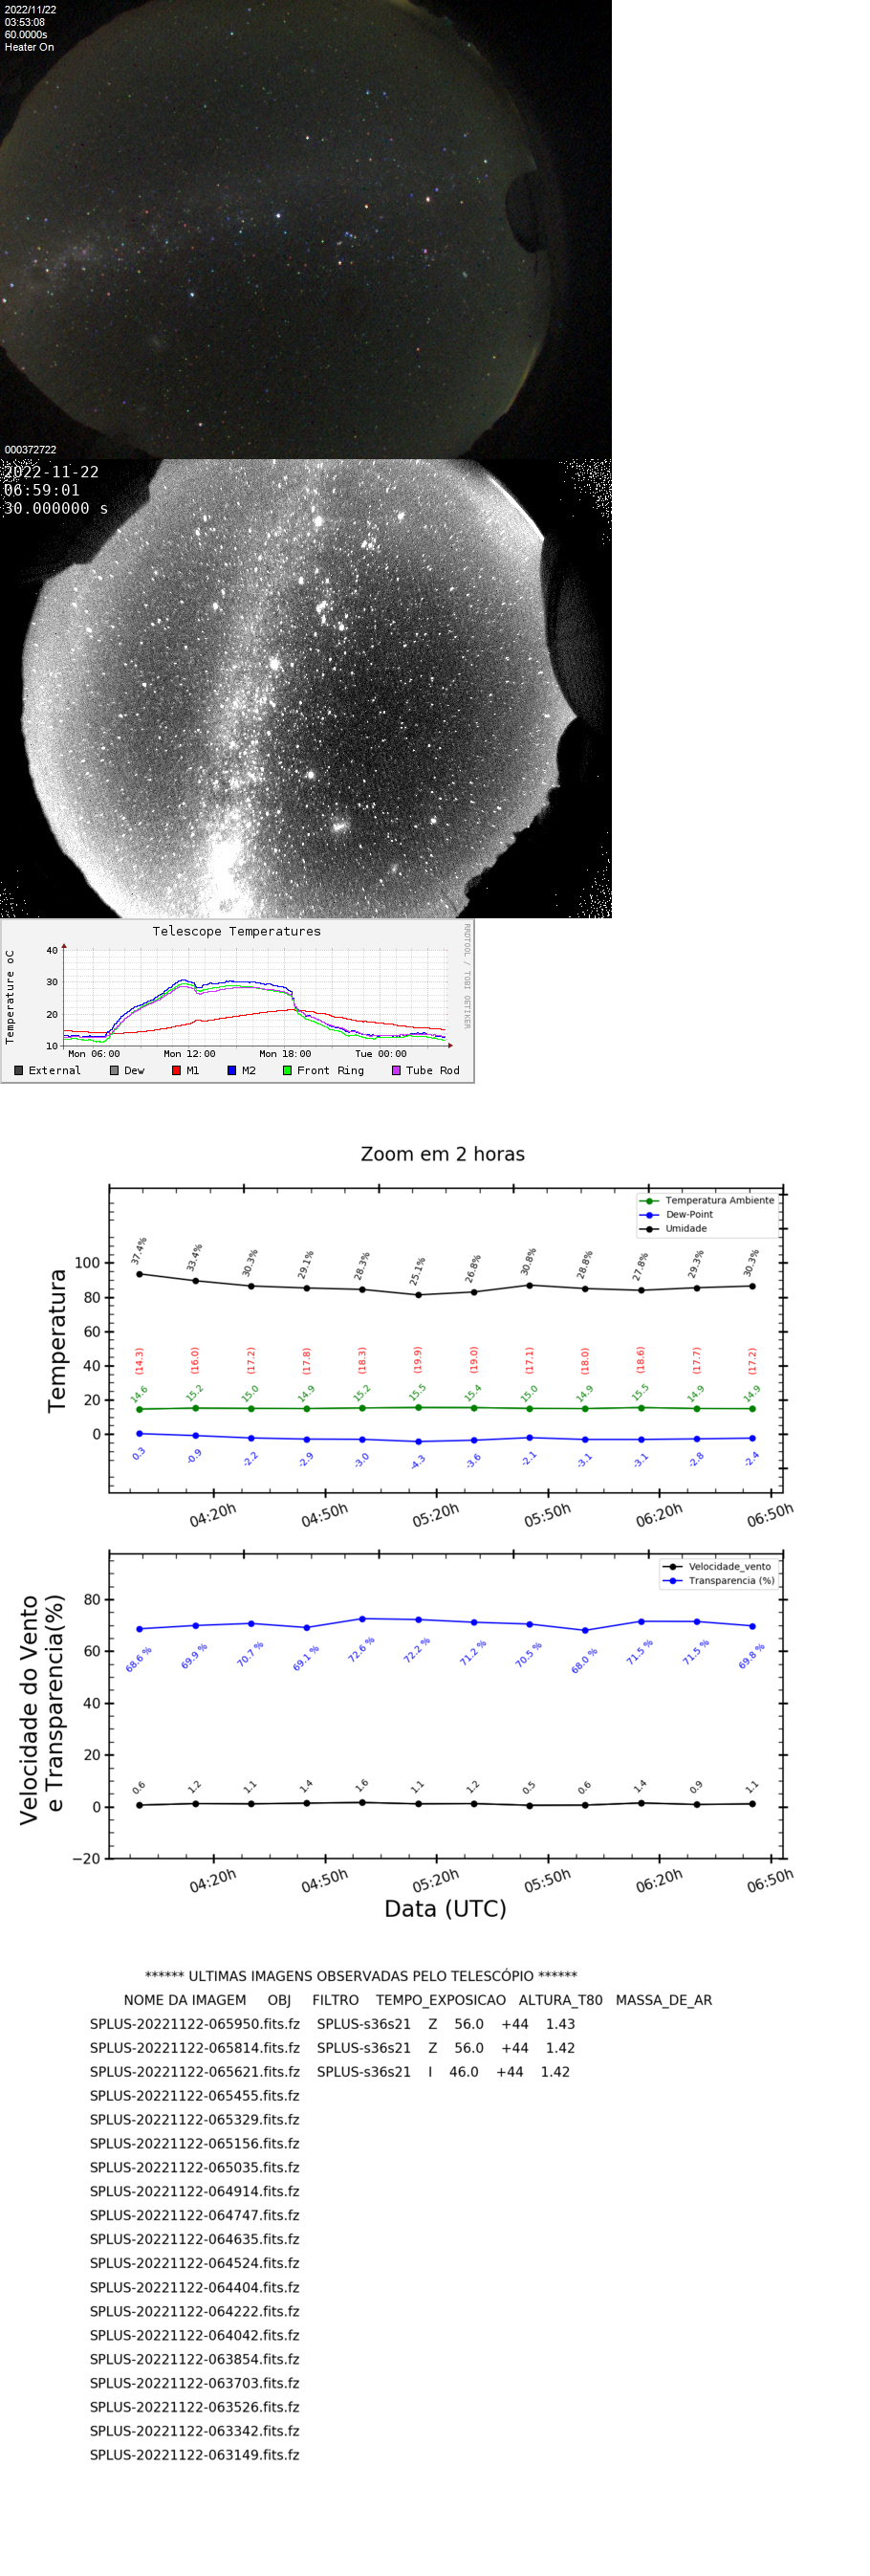 2022/11/22
03:53:08
60.0000s
Heater On
000372722
2022-11-22
06:59:01
30.000000 s
Telescope Temperatures
RRDTOOL / TOBI OETIKER
Temperature oC
40
30
20
10
Mon 06:00 Mon 12:00 Mon 18:00 Tue 00:00
External Dew M1 M2 Front Ring Tube Rod
Zoom em 2 horas
Temperatura Ambiente
Dew-Point
Umidade
Temperatura
100
80
60
40
20
0
37.4% 33.4% 30.3% 29.1% 28.3% 25.1% 26.8% 30.8% 28.8% 27.8% 29.3% 30.3%
(14.3) (16.0) (17.2) (17.8) (18.3) (19.9) (19.0) (17.1) (18.0) (18.6) (17.7) (17.2)
14.6 15.2 15.0 14.9 15.2 15.5 15.4 15.0 14.9 15.5 14.9 14.9
0.3 -0.9 -2.2 -2.9 -3.0 -4.3 -3.6 -2.1 -3.1 -3.1 -2.8 -2.4
04:20h 04:50h 05:20h 05:50h 06:20h 06:50h
Velocidade_vento
Transparencia (%)
Velocidade do Vento
e Transparencia(%)
80
60
40
20
0
−20
68.6 % 69.9 % 70.7 % 69.1 % 72.6 % 72.2 % 71.2 % 70.5 % 68.0 % 71.5 % 71.5 % 69.8 %
0.6 1.2 1.1 1.4 1.6 1.1 1.2 0.5 0.6 1.4 0.9 1.1
04:20h 04:50h 05:20h 05:50h 06:20h 06:50h
Data (UTC)
****** ULTIMAS IMAGENS OBSERVADAS PELO TELESCÓPIO ******
NOME DA IMAGEM OBJ FILTRO TEMPO_EXPOSICAO ALTURA_T80 MASSA_DE_AR
SPLUS-20221122-065950.fits.fz SPLUS-s36s21 Z 56.0 +44 1.43
SPLUS-20221122-065814.fits.fz SPLUS-s36s21 Z 56.0 +44 1.42
SPLUS-20221122-065621.fits.fz SPLUS-s36s21 I 46.0 +44 1.42
SPLUS-20221122-065455.fits.fz
SPLUS-20221122-065329.fits.fz
SPLUS-20221122-065156.fits.fz
SPLUS-20221122-065035.fits.fz
SPLUS-20221122-064914.fits.fz
SPLUS-20221122-064747.fits.fz
SPLUS-20221122-064635.fits.fz
SPLUS-20221122-064524.fits.fz
SPLUS-20221122-064404.fits.fz
SPLUS-20221122-064222.fits.fz
SPLUS-20221122-064042.fits.fz
SPLUS-20221122-063854.fits.fz
SPLUS-20221122-063703.fits.fz
SPLUS-20221122-063526.fits.fz
SPLUS-20221122-063342.fits.fz
SPLUS-20221122-063149.fits.fz